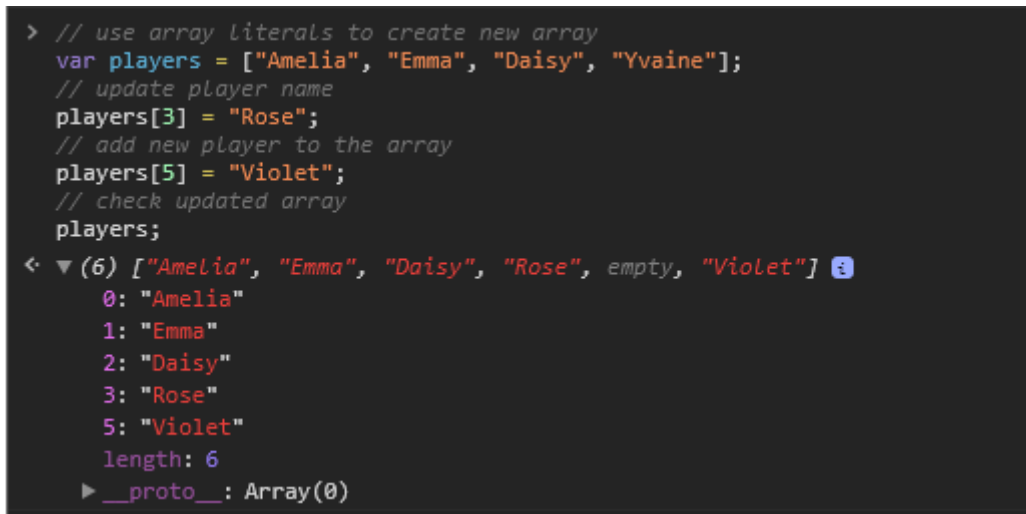 > // use array literals to create new array
var players = ["Amelia", "Emma", "Daisy", "Yvaine"];
// update player name
players[3] = "Rose";
// add new player to the array
players[5] = "Violet";
// check updated array
players;
(6) ["Amelia", "Emma", "Daisy", "Rose", empty, "Violet"] i
0: "Amelia"
1: "Emma"
2: "Daisy"
3: "Rose"
5: "Violet"
length: 6
__proto__: Array(0)